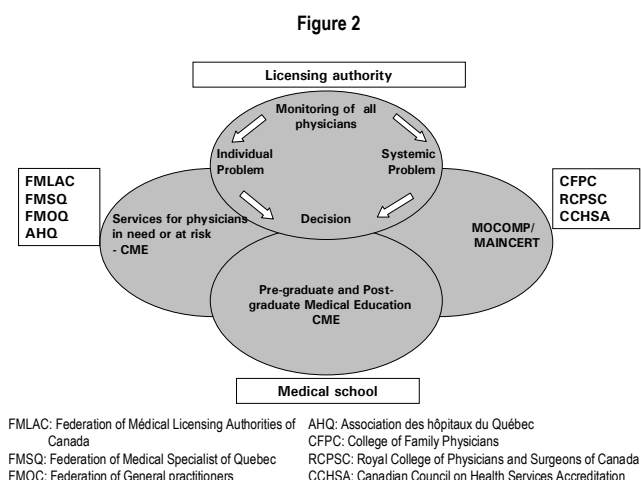 Figure 2
Licensing authority
Monitoring of all
physicians
Individual
Problem
Systemic
Problem
FMLAC
FMSQ
FMOQ
AHQ
CFPC
RCPSC
CCHSA
Services for physicians
in need or at risk
- CME
Decision
MOCOMP/
MAINCERT
Pre-graduate and Post-
graduate Medical Education
CME
Medical school
FMLAC: Federation of Médical Licensing Authorities of
Canada
FMSQ: Federation of Medical Specialist of Quebec
FMOQ: Federation of General practitioners
AHQ: Association des hôpitaux du Québec
CFPC: College of Family Physicians
RCPSC: Royal College of Physicians and Surgeons of Canada
CCHSA: Canadian Council on Health Services Accreditation